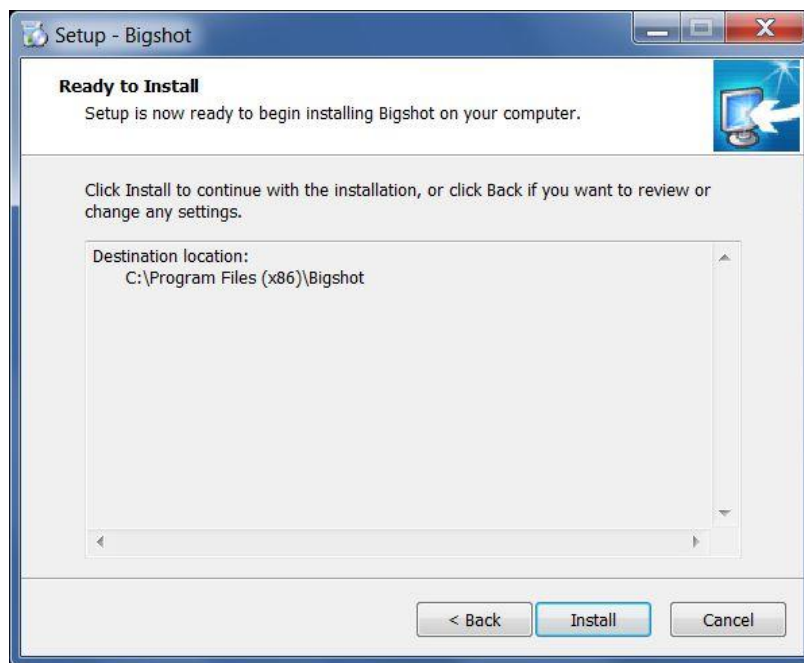 Setup - Bigshot
Ready to Install
Setup is now ready to begin installing Bigshot on your computer.
Click Install to continue with the installation, or click Back if you want to review or
change any settings.
Destination location:
C:\Program Files (x86)\Bigshot
< Back
Install
Cancel